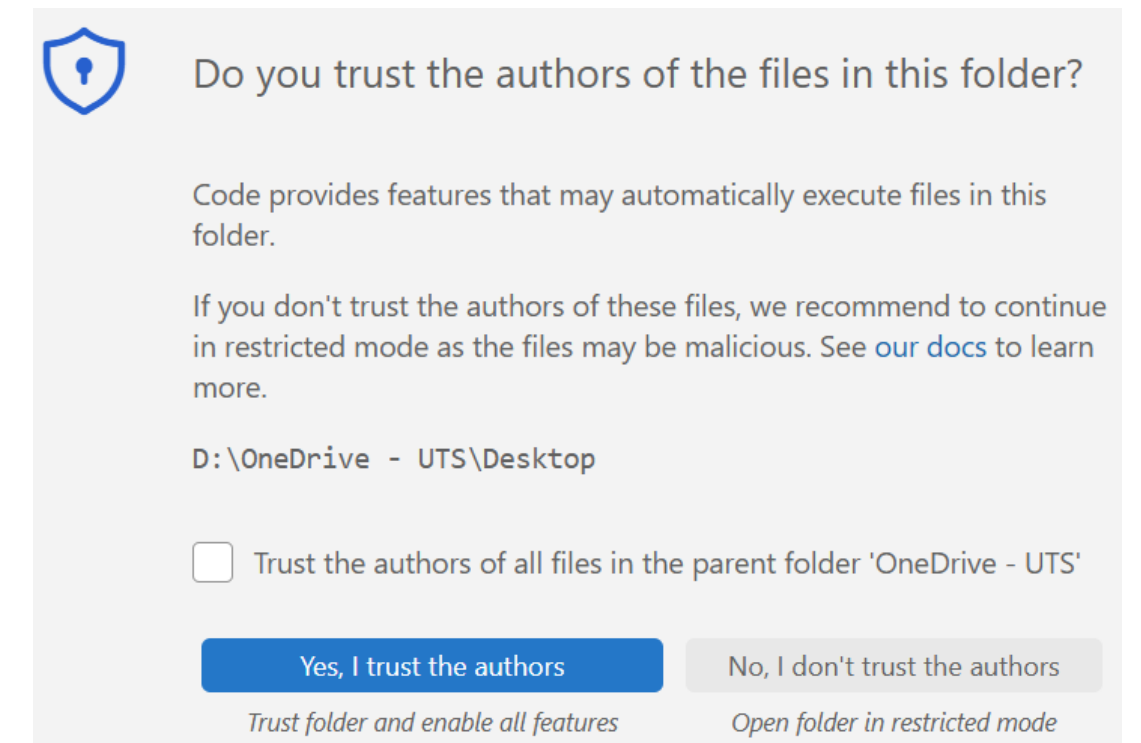 Do you trust the authors of the files in this folder?
Code provides features that may automatically execute files in this
folder.
If you don't trust the authors of these files, we recommend to continue
in restricted mode as the files may be malicious. See our docs to learn
more.
D:\OneDrive - UTS\Desktop
Trust the authors of all files in the parent folder 'OneDrive - UTS'
Yes, I trust the authors
No, I don't trust the authors
Trust folder and enable all features
Open folder in restricted mode